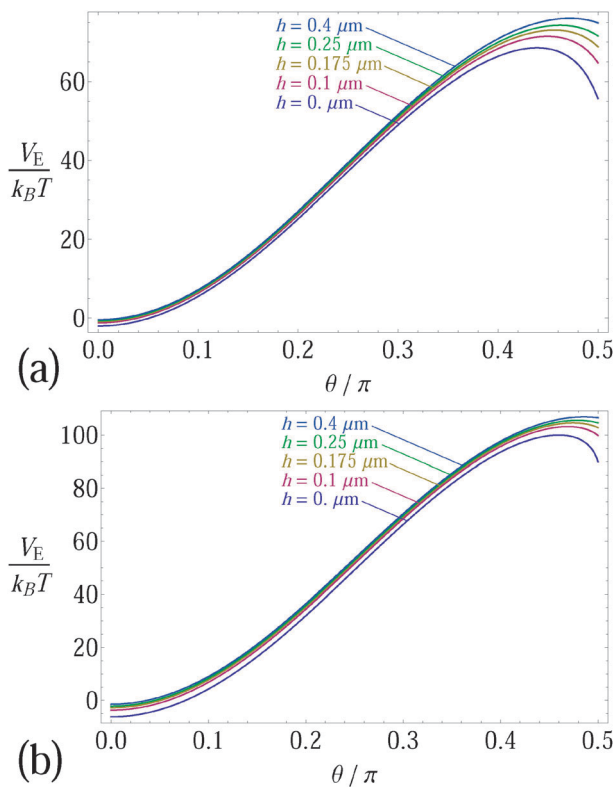 h = 0.4 μm
h = 0.25 μm
h = 0.175 μm
h = 0.1 μm
h = 0. μm
60
40
20
0
V_E
k_BT
0.0 0.1 0.2 0.3 0.4 0.5
θ / π
(a)
h = 0.4 μm
h = 0.25 μm
h = 0.175 μm
h = 0.1 μm
h = 0. μm
100
80
60
40
20
0
V_E
k_BT
0.0 0.1 0.2 0.3 0.4 0.5
θ / π
(b)